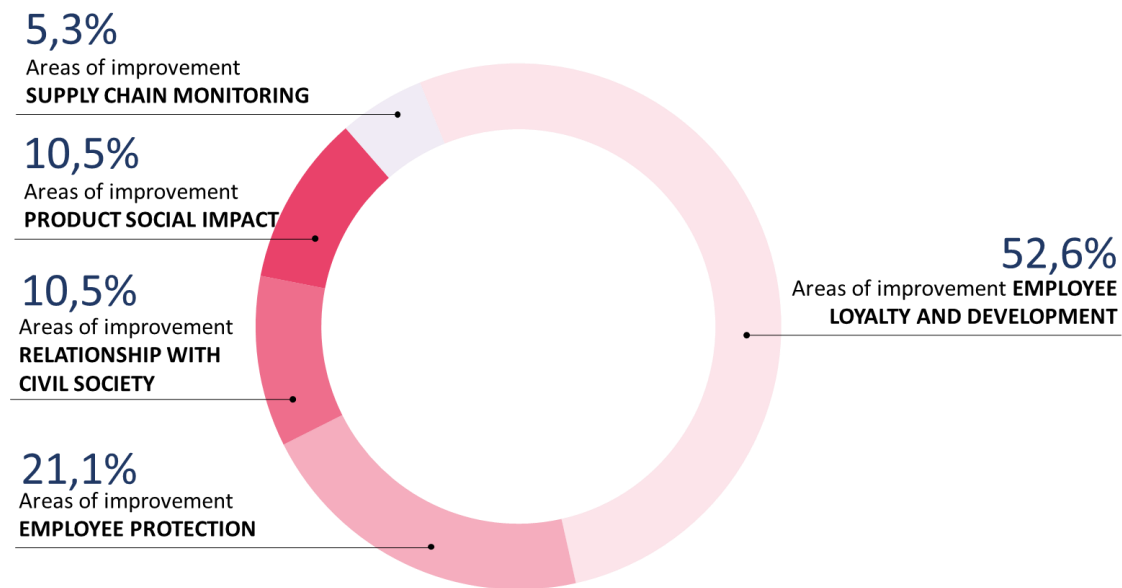 5,3%
Areas of improvement
SUPPLY CHAIN MONITORING
10,5%
Areas of improvement
PRODUCT SOCIAL IMPACT
10,5%
Areas of improvement
RELATIONSHIP WITH
CIVIL SOCIETY
21,1%
Areas of improvement
EMPLOYEE PROTECTION
52,6%
Areas of improvement EMPLOYEE
LOYALTY AND DEVELOPMENT